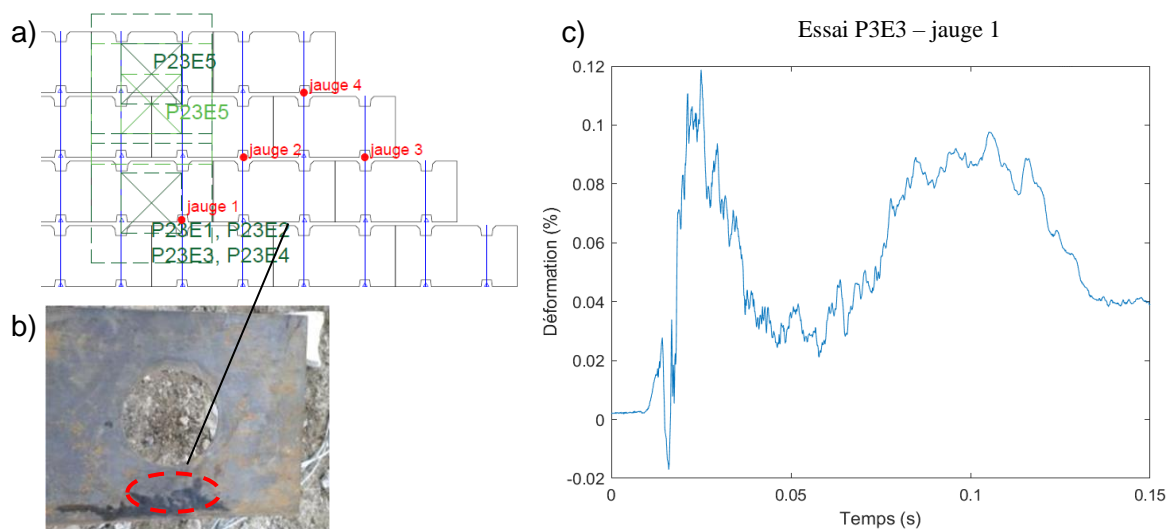 a)
P23E5
jauge 4
P23E5
jauge 2
jauge 3
jauge 1
P23E1, P23E2
P23E3, P23E4
b)
c)
Essai P3E3 – jauge 1
0.12
0.1
0.08
0.06
0.04
0.02
0
-0.02
Déformation (%)
0
0.05
0.1
0.15
Temps (s)